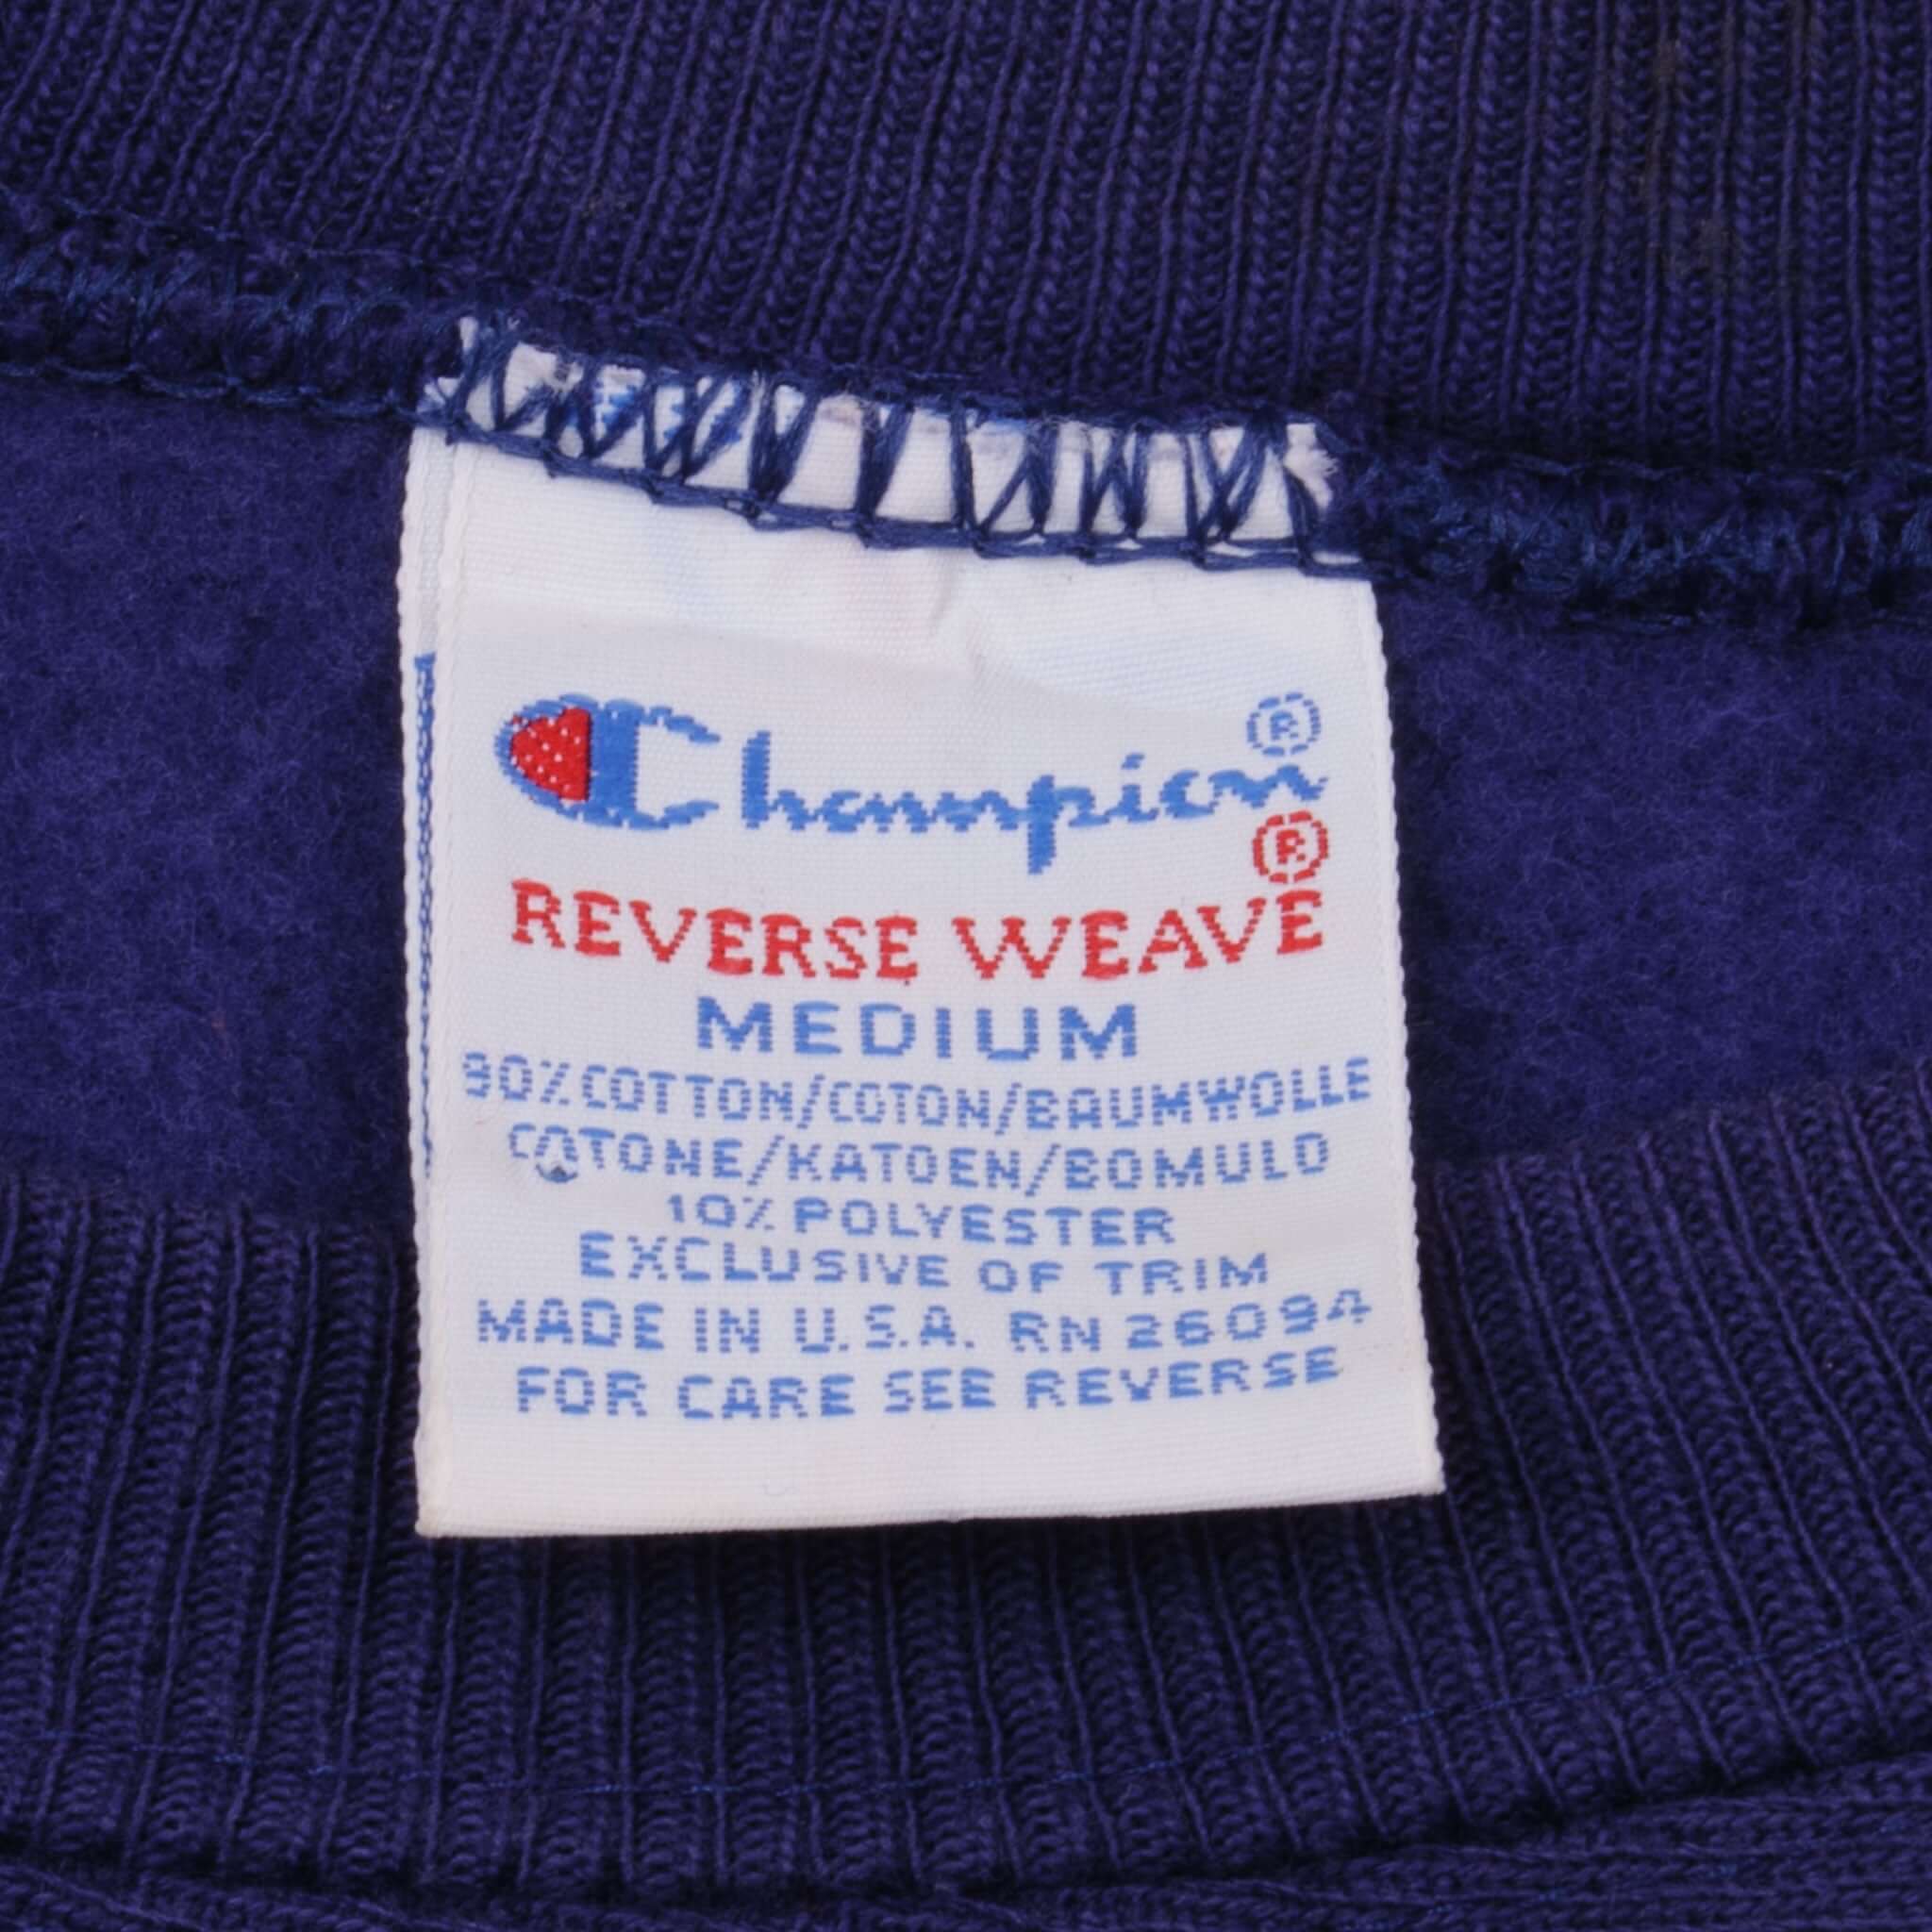 Champion®
REVERSE WEAVE®
MEDIUM
90% COTTON/COTON/BAUMWOLLE
COTONE/KATOEN/BOMULD
10% POLYESTER
EXCLUSIVE OF TRIM
MADE IN U.S.A. RN 26094
FOR CARE SEE REVERSE